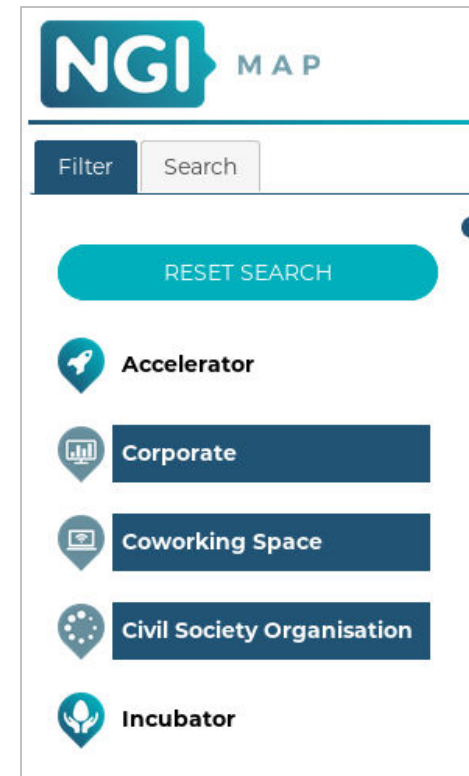 NGI MAP
Filter Search
RESET SEARCH
Accelerator
Corporate
Coworking Space
Civil Society Organisation
Incubator